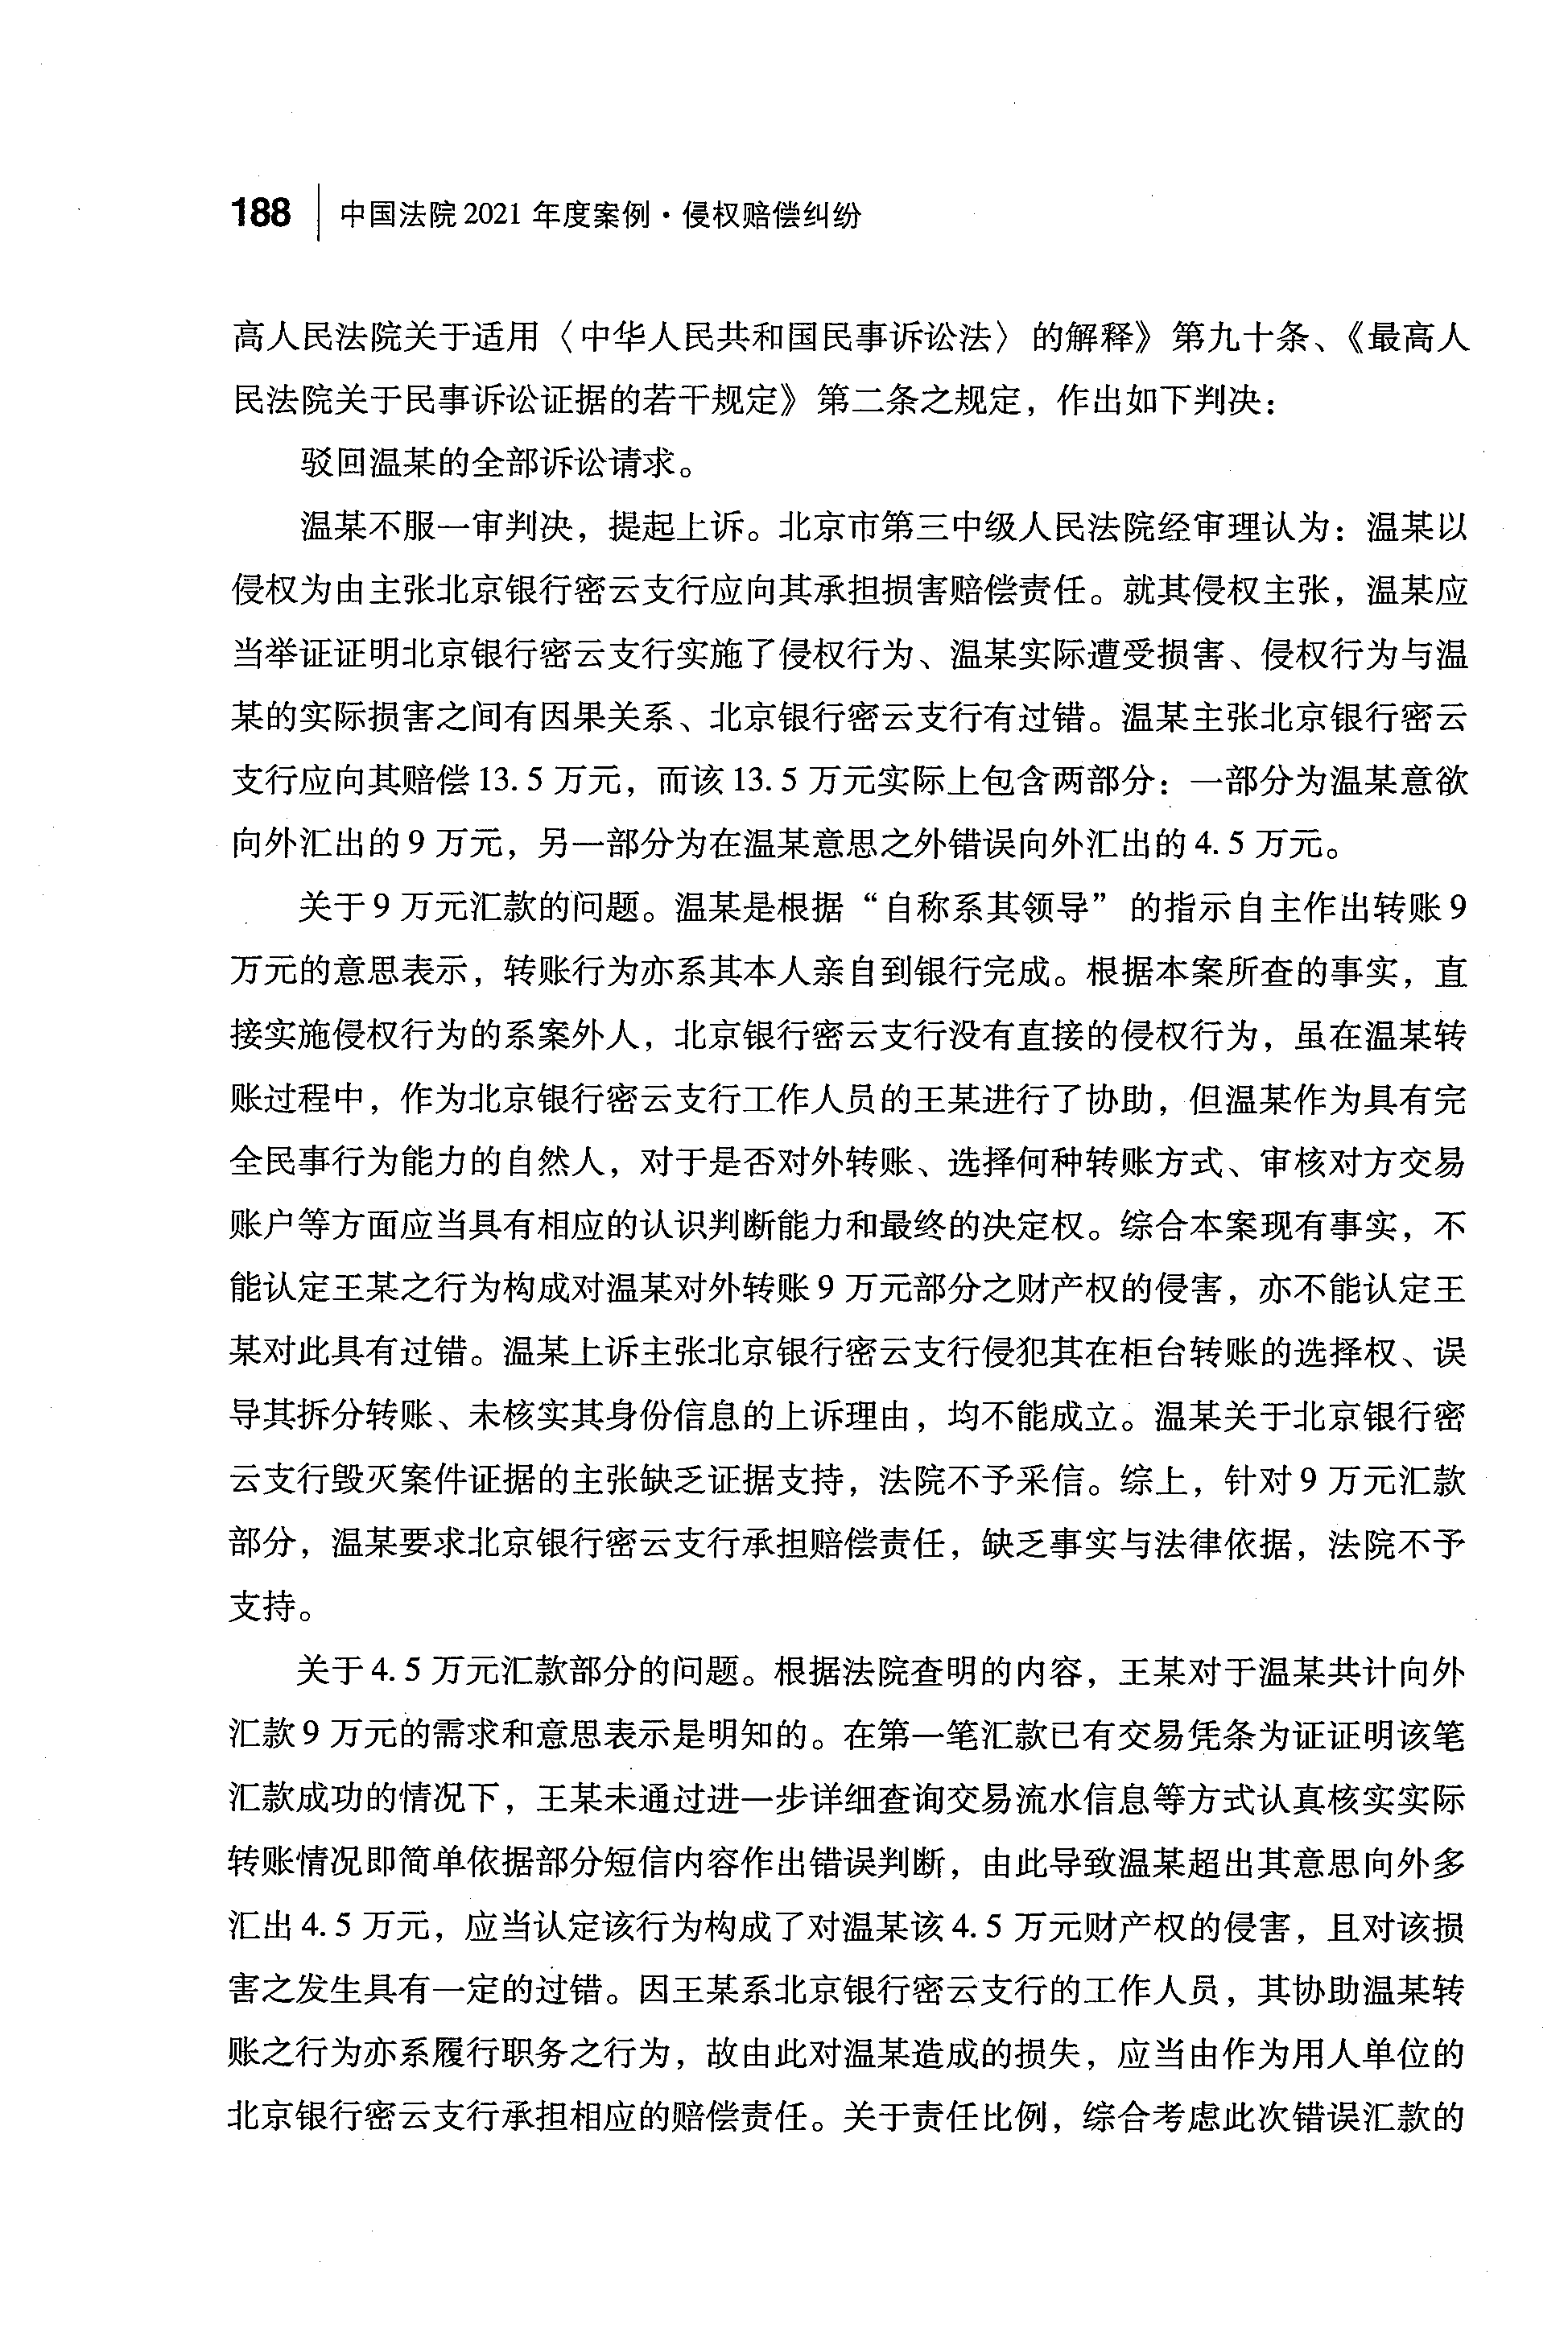 188 中国法院2021年度案例·侵权赔偿纠纷
高人民法院关于适用〈中华人民共和国民事诉讼法〉的解释》第九十条、《最高人
民法院关于民事诉讼证据的若干规定》第二条之规定，作出如下判决：
驳回温某的全部诉讼请求。
温某不服一审判决，提起上诉。北京市第三中级人民法院经审理认为：温某以
侵权为由主张北京银行密云支行应向其承担损害赔偿责任。就其侵权主张，温某应
当举证证明北京银行密云支行实施了侵权行为、温某实际遭受损害、侵权行为与温
某的实际损害之间有因果关系、北京银行密云支行有过错。温某主张北京银行密云
支行应向其赔偿13.5万元，而该13.5万元实际上包含两部分：一部分为温某意欲
向外汇出的9万元，另一部分为在温某意思之外错误向外汇出的4.5万元。
关于9万元汇款的问题。温某是根据“自称系其领导”的指示自主作出转账9
万元的意思表示，转账行为亦系其本人亲自到银行完成。根据本案所查的事实，直
接实施侵权行为的系案外人，北京银行密云支行没有直接的侵权行为，虽在温某转
账过程中，作为北京银行密云支行工作人员的王某进行了协助，但温某作为具有完
全民事行为能力的自然人，对于是否对外转账、选择何种转账方式、审核对方交易
账户等方面应当具有相应的认识判断能力和最终的决定权。综合本案现有事实，不
能认定王某之行为构成对温某对外转账9万元部分之财产权的侵害，亦不能认定王
某对此具有过错。温某上诉主张北京银行密云支行侵犯其在柜台转账的选择权、误
导其拆分转账、未核实其身份信息的上诉理由，均不能成立。温某关于北京银行密
云支行毁灭案件证据的主张缺乏证据支持，法院不予采信。综上，针对9万元汇款
部分，温某要求北京银行密云支行承担赔偿责任，缺乏事实与法律依据，法院不予
支持。
关于4.5万元汇款部分的问题。根据法院查明的内容，王某对于温某共计向外
汇款9万元的需求和意思表示是明知的。在第一笔汇款已有交易凭条为证证明该笔
汇款成功的情况下，王某未通过进一步详细查询交易流水信息等方式认真核实实际
转账情况即简单依据部分短信内容作出错误判断，由此导致温某超出其意思向外多
汇出4.5万元，应当认定该行为构成了对温某该4.5万元财产权的侵害，且对该损
害之发生具有一定的过错。因王某系北京银行密云支行的工作人员，其协助温某转
账之行为亦系履行职务之行为，故由此对温某造成的损失，应当由作为用人单位的
北京银行密云支行承担相应的赔偿责任。关于责任比例，综合考虑此次错误汇款的